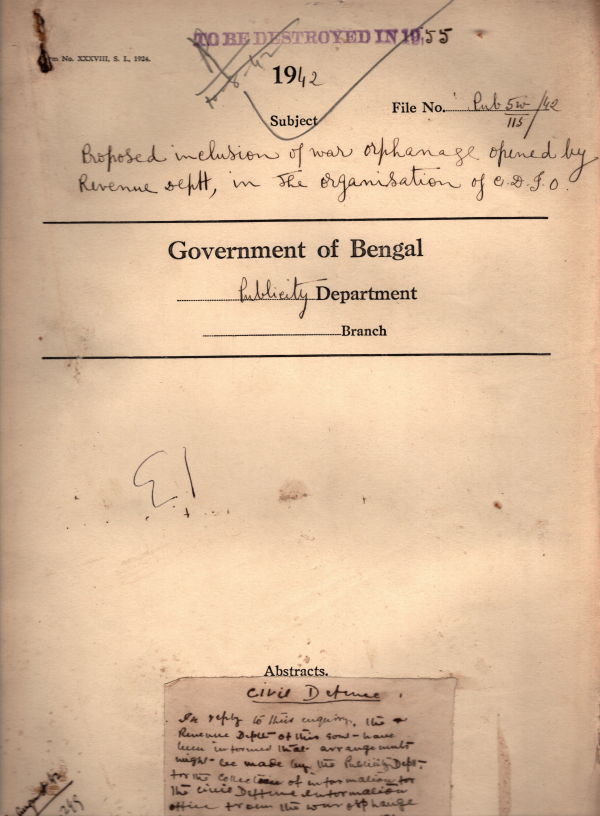 TO BE DESTROYED IN 1955
Form No. XXXVIII, S. I., 1924.
1942
File No. Pub 5w/115/42
Subject
Proposed inclusion of war orphanage opened by
Revenue Deptt, in the organisation of C.D.I.O.
Government of Bengal
Publicity Department
Branch
Abstracts.
Civil Defence.
In reply to this enquiry, the
Revenue Deptt of this Govt have
been informed that arrangement
might be made by the Publicity Dept.
for the collection of information for
the Civil Defence Information
office from the war orphanage